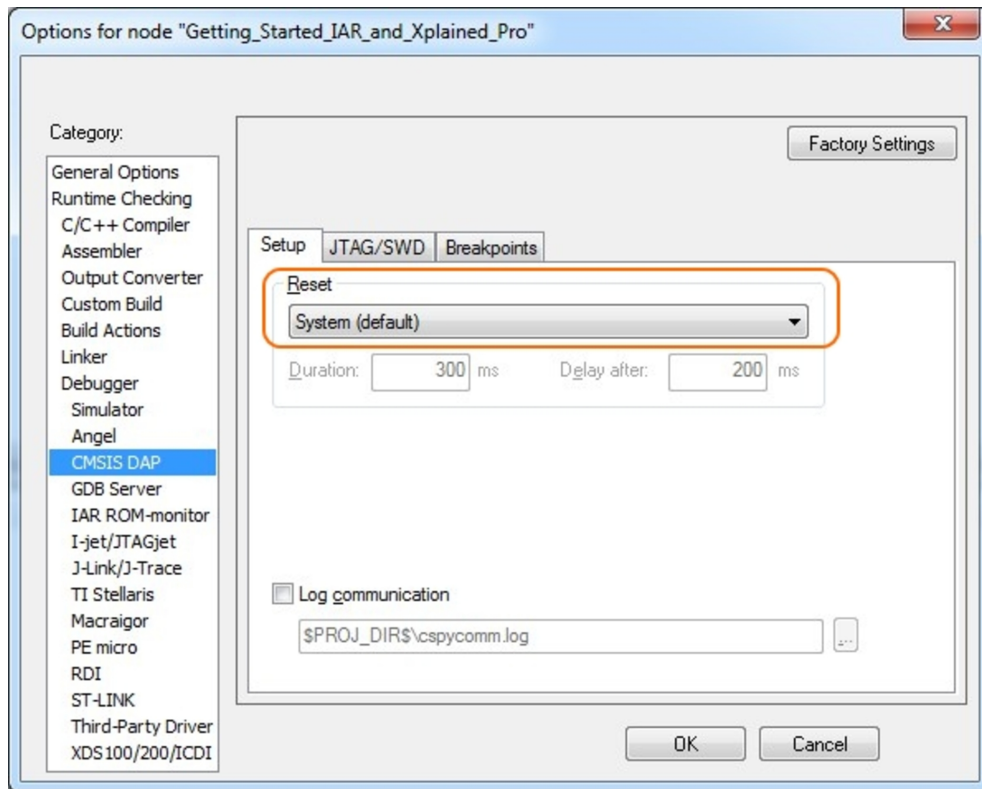 Options for node "Getting_Started_IAR_and_Xplained_Pro"
Category:
Factory Settings
General Options
Runtime Checking
C/C++ Compiler
Assembler
Output Converter
Custom Build
Build Actions
Linker
Debugger
Simulator
Angel
CMSIS DAP
GDB Server
IAR ROM-monitor
I-jet/JTAGjet
J-Link/J-Trace
TI Stellaris
Macraigor
PE micro
RDI
ST-LINK
Third-Party Driver
XDS100/200/ICDI
Setup JTAG/SWD Breakpoints
Reset
System (default)
Duration: 300 ms Delay after: 200 ms
Log communication
$PROJ_DIR$\cspycomm.log ...
OK Cancel